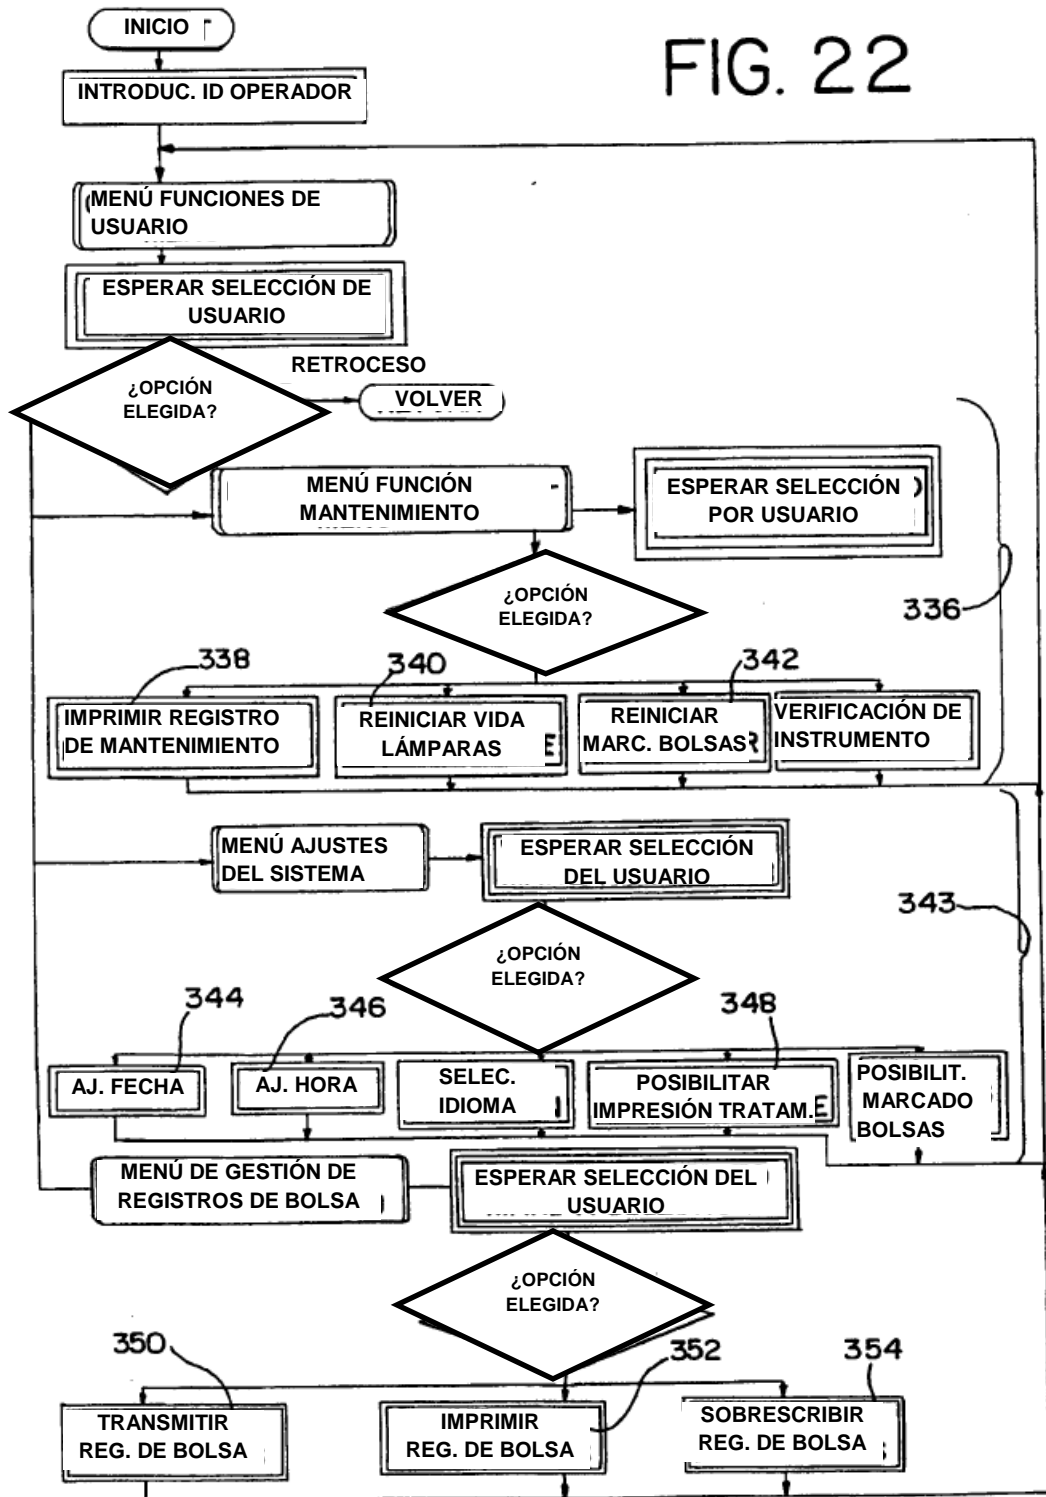 INICIO
FIG. 22
INTRODUC. ID OPERADOR
MENÚ FUNCIONES DE
USUARIO
ESPERAR SELECCIÓN DE
USUARIO
RETROCESO
¿OPCIÓN
ELEGIDA?
VOLVER
MENÚ FUNCIÓN
MANTENIMIENTO
ESPERAR SELECCIÓN
POR USUARIO
¿OPCIÓN
ELEGIDA?
336
338
340
342
IMPRIMIR REGISTRO
DE MANTENIMIENTO
REINICIAR VIDA
LÁMPARAS
REINICIAR
MARC. BOLSAS
VERIFICACIÓN DE
INSTRUMENTO
MENÚ AJUSTES
DEL SISTEMA
ESPERAR SELECCIÓN
DEL USUARIO
343
¿OPCIÓN
ELEGIDA?
344
346
348
AJ. FECHA
AJ. HORA
SELEC.
IDIOMA
POSIBILITAR
IMPRESIÓN TRATAM.
POSIBILIT.
MARCADO
BOLSAS
MENÚ DE GESTIÓN DE
REGISTROS DE BOLSA
ESPERAR SELECCIÓN DEL
USUARIO
¿OPCIÓN
ELEGIDA?
350
352
354
TRANSMITIR
REG. DE BOLSA
IMPRIMIR
REG. DE BOLSA
SOBRESCRIBIR
REG. DE BOLSA